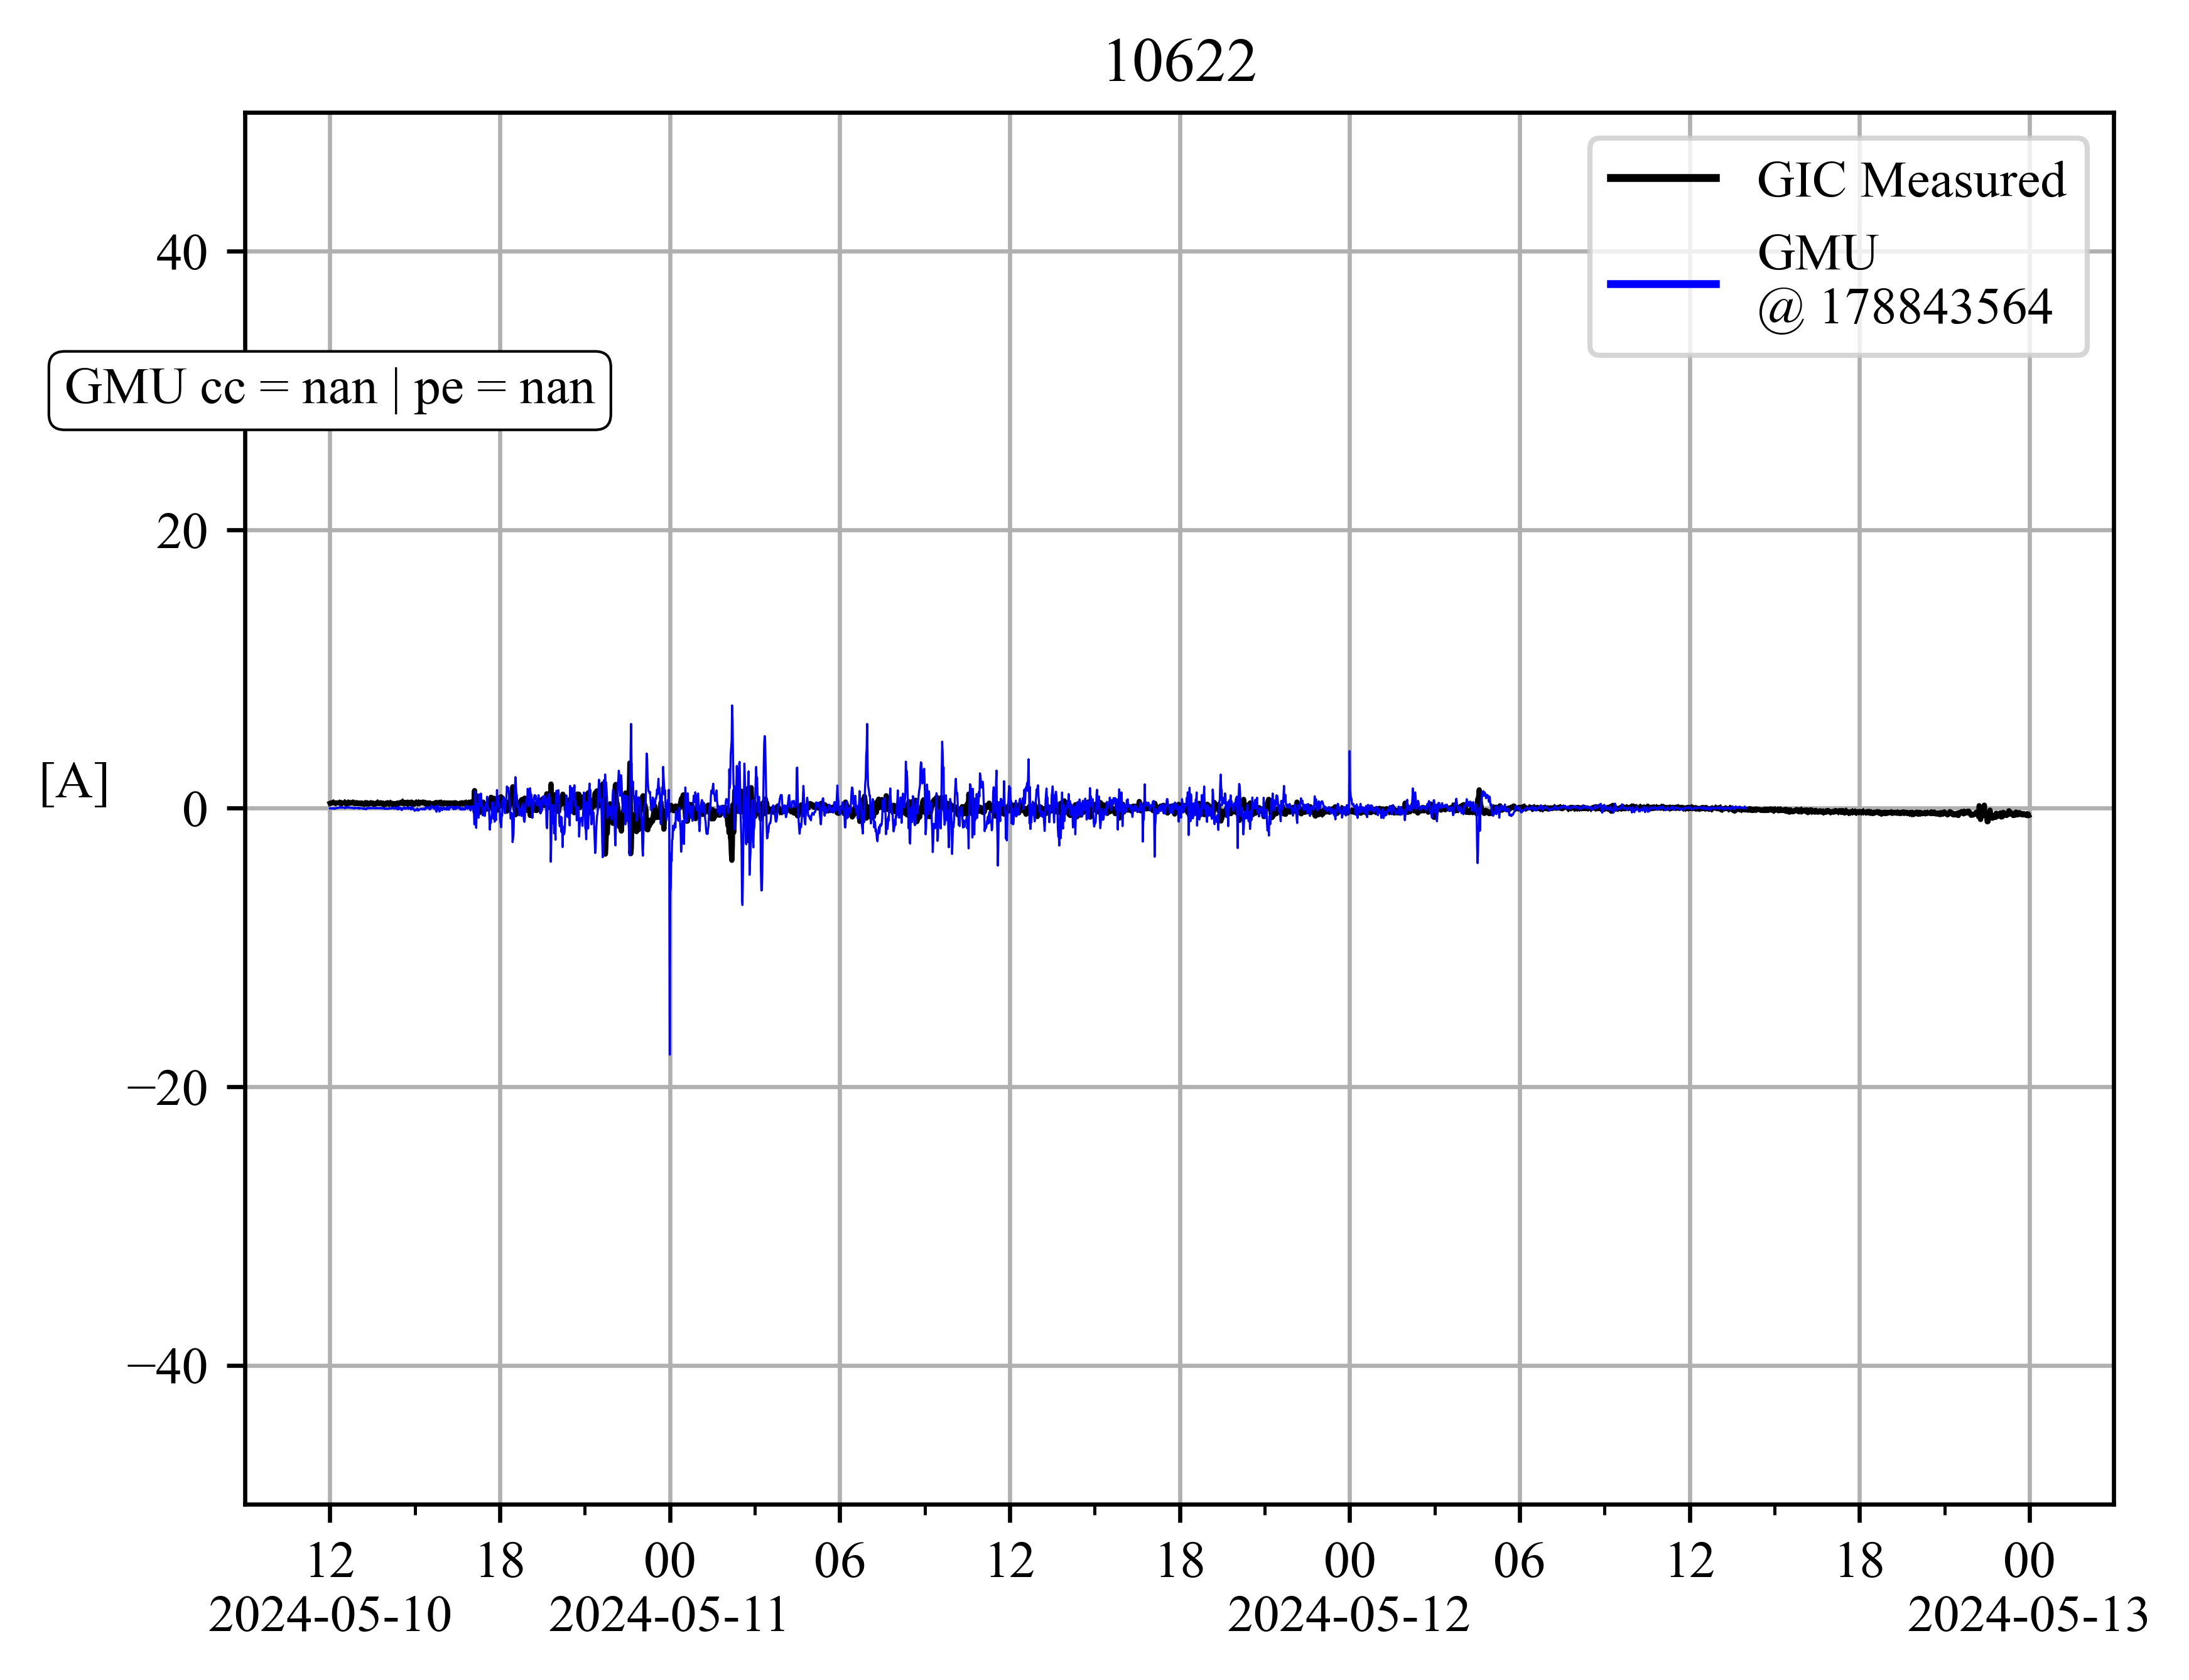 10622
GIC Measured
GMU
@ 178843564
40
GMU cc = nan | pe = nan
20
[A]
0
−20
−40
12 18 00 06 12 18 00 06 12 18 00
2024-05-10 2024-05-11 2024-05-12 2024-05-13